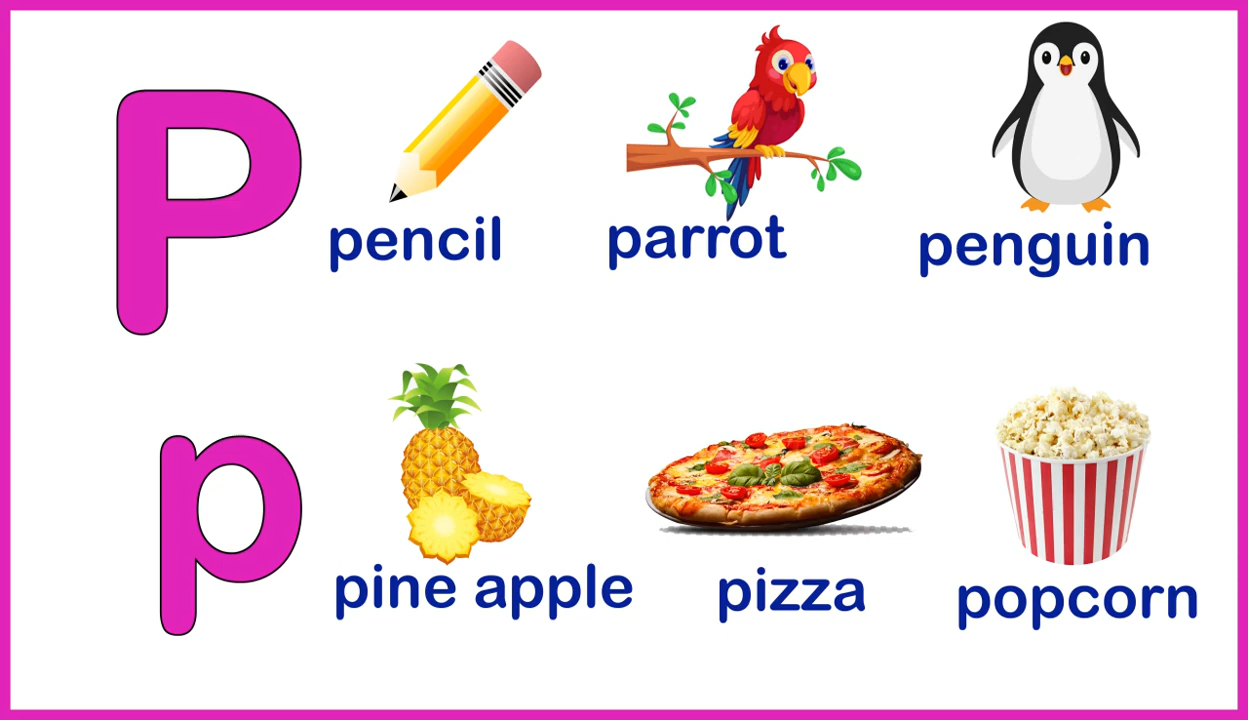 P
pencil
parrot
penguin
p
pine apple
pizza
popcorn